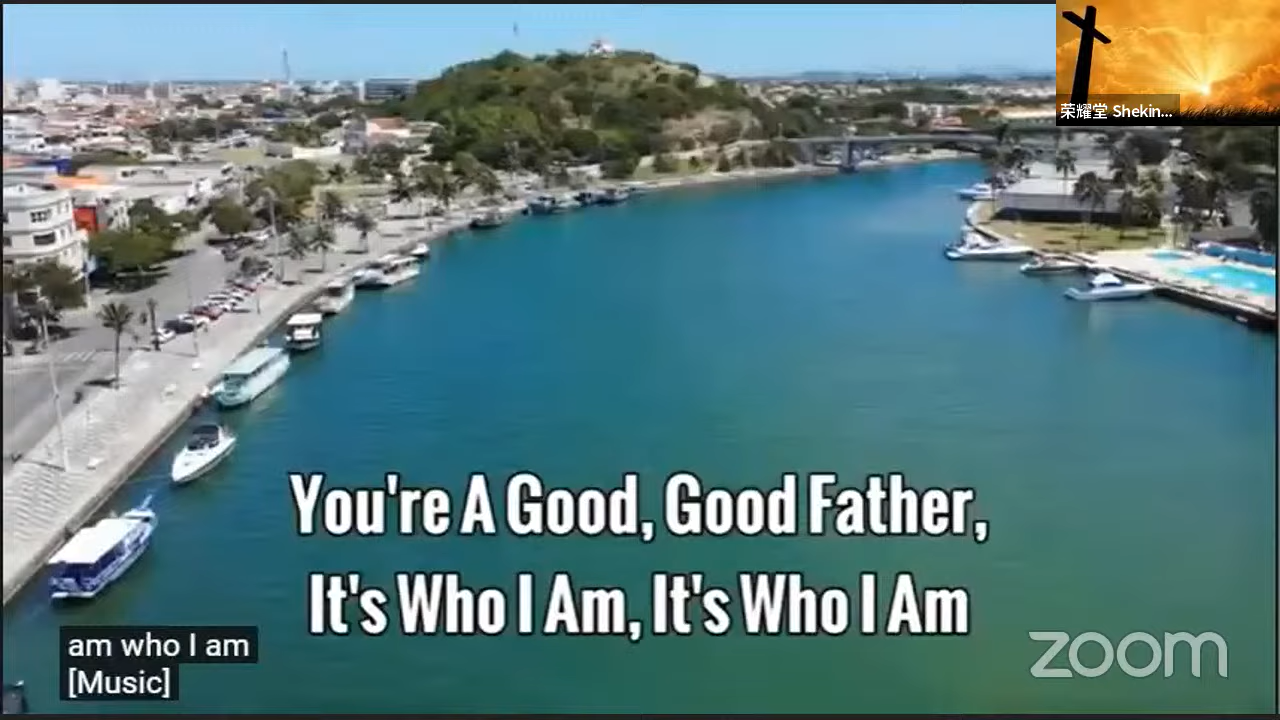 荣耀堂 Shekin...
You're A Good, Good Father,
It's Who I Am, It's Who I Am
am who I am
[Music]
zoom